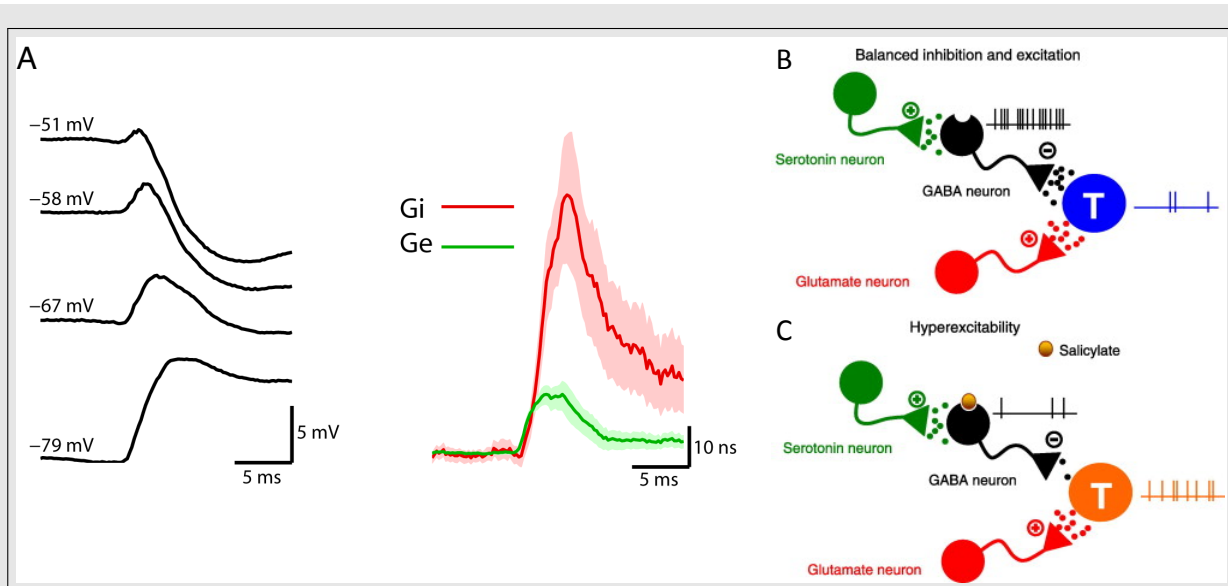 A
−51 mV
−58 mV
−67 mV
−79 mV
5 mV
5 ms
Gi
Ge
10 ns
5 ms
B
Balanced inhibition and excitation
Serotonin neuron
GABA neuron
T
Glutamate neuron
C
Hyperexcitability
Salicylate
Serotonin neuron
GABA neuron
T
Glutamate neuron